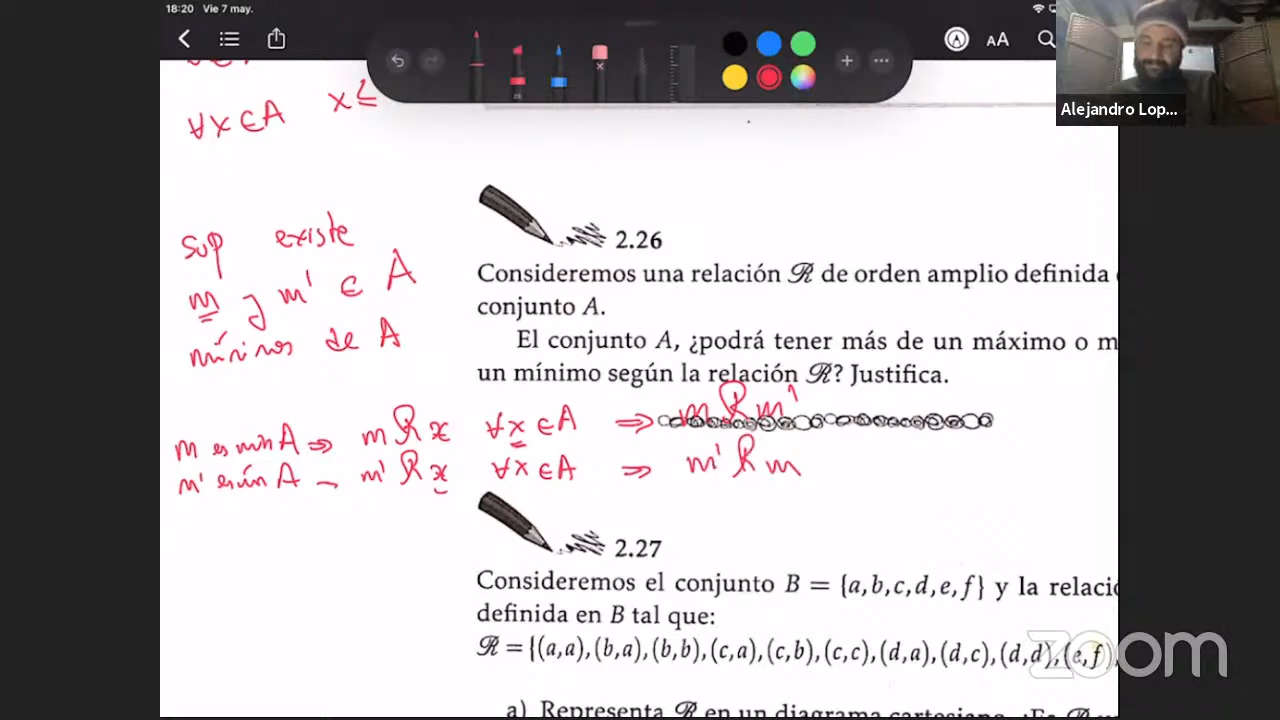 18:20 Vie 7 may.
AA
Alejandro Lop...
∀x∈A x≤
sup existe
m y m' ∈ A
mínimos de A
2.26
Consideremos una relación ℛ de orden amplio definida
conjunto A.
El conjunto A, ¿podrá tener más de un máximo o m
un mínimo según la relación ℛ? Justifica.
m es min A ⇒ m R x ∀x∈A ⇒ m R m'
m' es mín A → m' R x ∀x∈A ⇒ m' R m
2.27
Consideremos el conjunto B = {a,b,c,d,e,f} y la relació
definida en B tal que:
ℛ = {(a,a),(b,a),(b,b),(c,a),(c,b),(c,c),(d,a),(d,c),(d,d),(e,f),
zoom
a) Representa ℛ en un diagrama cartesiano.